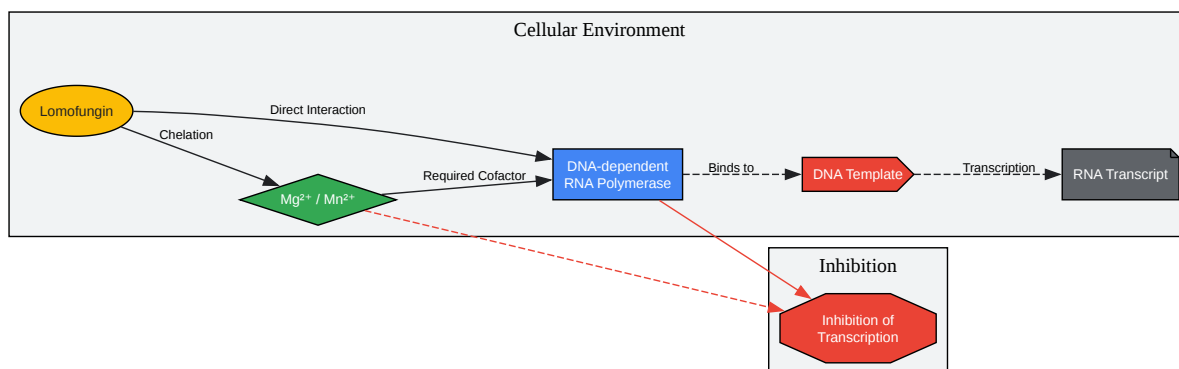 Cellular Environment
Lomofungin
Direct Interaction
Chelation
Mg²⁺ / Mn²⁺
Required Cofactor
DNA-dependent
RNA Polymerase
Binds to
DNA Template
Transcription
RNA Transcript
Inhibition
Inhibition of
Transcription